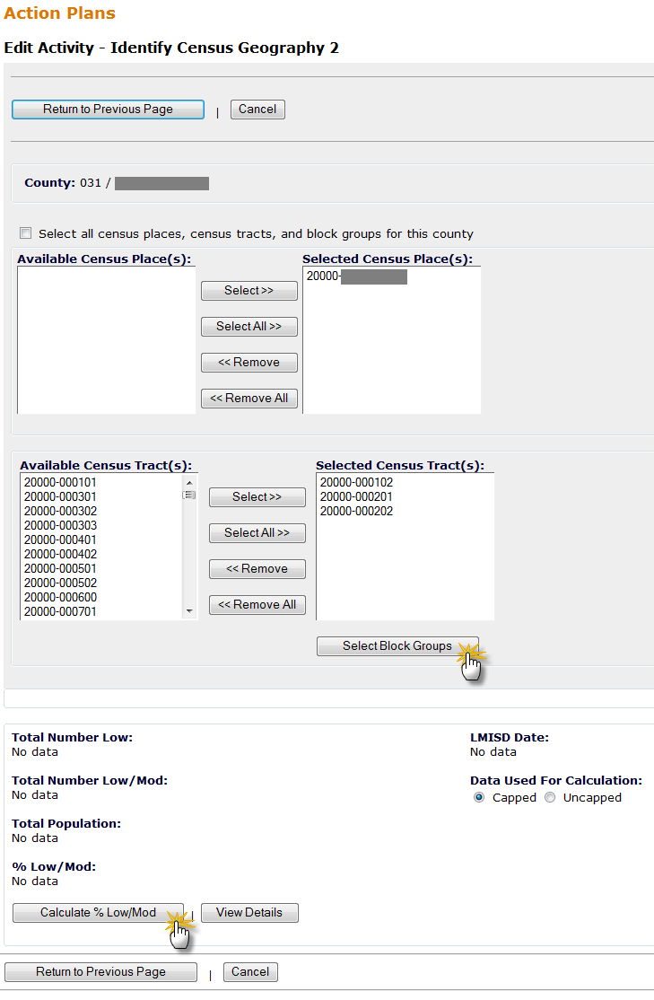 Action Plans
Edit Activity - Identify Census Geography 2
Return to Previous Page | Cancel
County: 031 /
Select all census places, census tracts, and block groups for this county
Available Census Place(s): Selected Census Place(s):
20000-
Select >>
Select All >>
<< Remove
<< Remove All
Available Census Tract(s): Selected Census Tract(s):
20000-000101 20000-000102
20000-000301 Select >> 20000-000201
20000-000302 20000-000202
20000-000303 Select All >>
20000-000401
20000-000402
20000-000501 << Remove
20000-000502
20000-000600 << Remove All
20000-000701
Select Block Groups
Total Number Low: LMISD Date:
No data No data
Total Number Low/Mod: Data Used For Calculation:
No data Capped Uncapped
Total Population:
No data
% Low/Mod:
No data
Calculate % Low/Mod | View Details
Return to Previous Page | Cancel